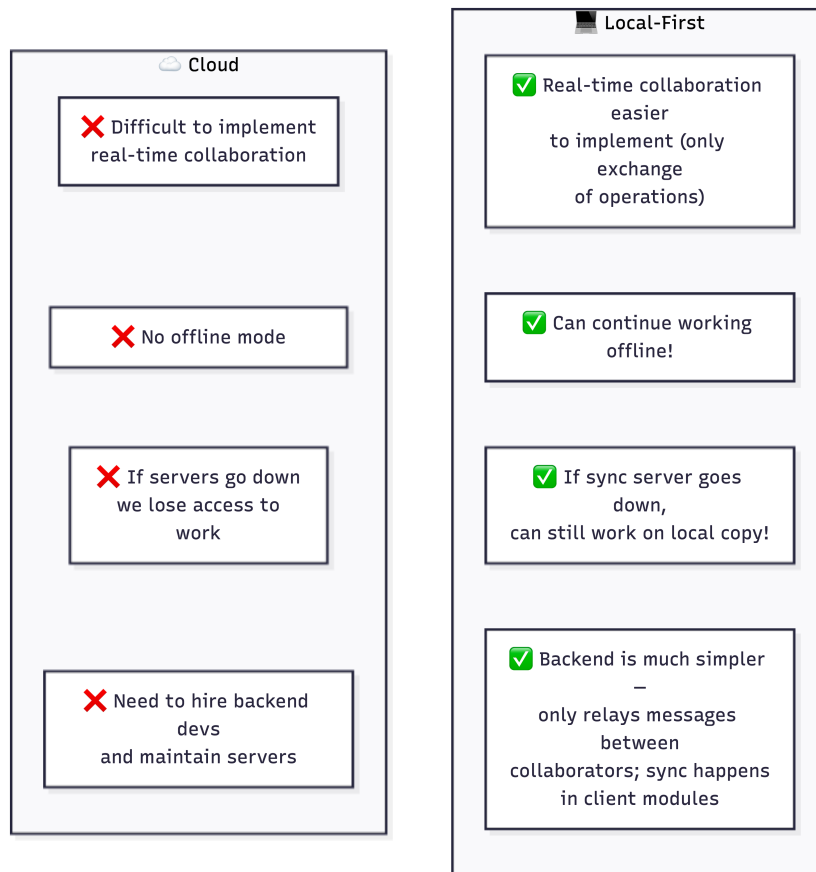 ☁️ Cloud
❌ Difficult to implement
real-time collaboration
❌ No offline mode
❌ If servers go down
we lose access to
work
❌ Need to hire backend
devs
and maintain servers
💻 Local-First
✅ Real-time collaboration
easier
to implement (only
exchange
of operations)
✅ Can continue working
offline!
✅ If sync server goes
down,
can still work on local copy!
✅ Backend is much simpler
—
only relays messages
between
collaborators; sync happens
in client modules